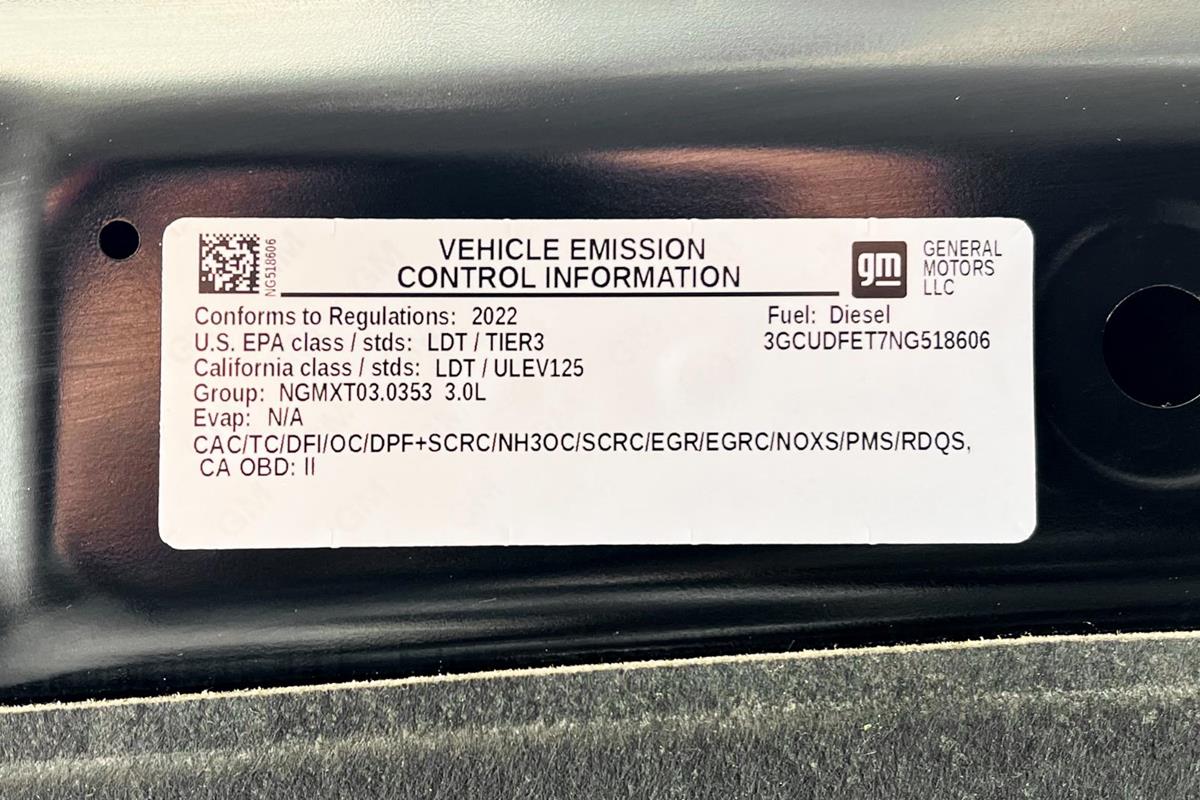 NG518606
VEHICLE EMISSION
CONTROL INFORMATION
gm
GENERAL
MOTORS
LLC
Conforms to Regulations: 2022
Fuel: Diesel
U.S. EPA class / stds: LDT / TIER3
3GCUDFET7NG518606
California class / stds: LDT / ULEV125
Group: NGMXT03.0353 3.0L
Evap: N/A
CAC/TC/DFI/OC/DPF+SCRC/NH3OC/SCRC/EGR/EGRC/NOXS/PMS/RDQS,
CA OBD: II